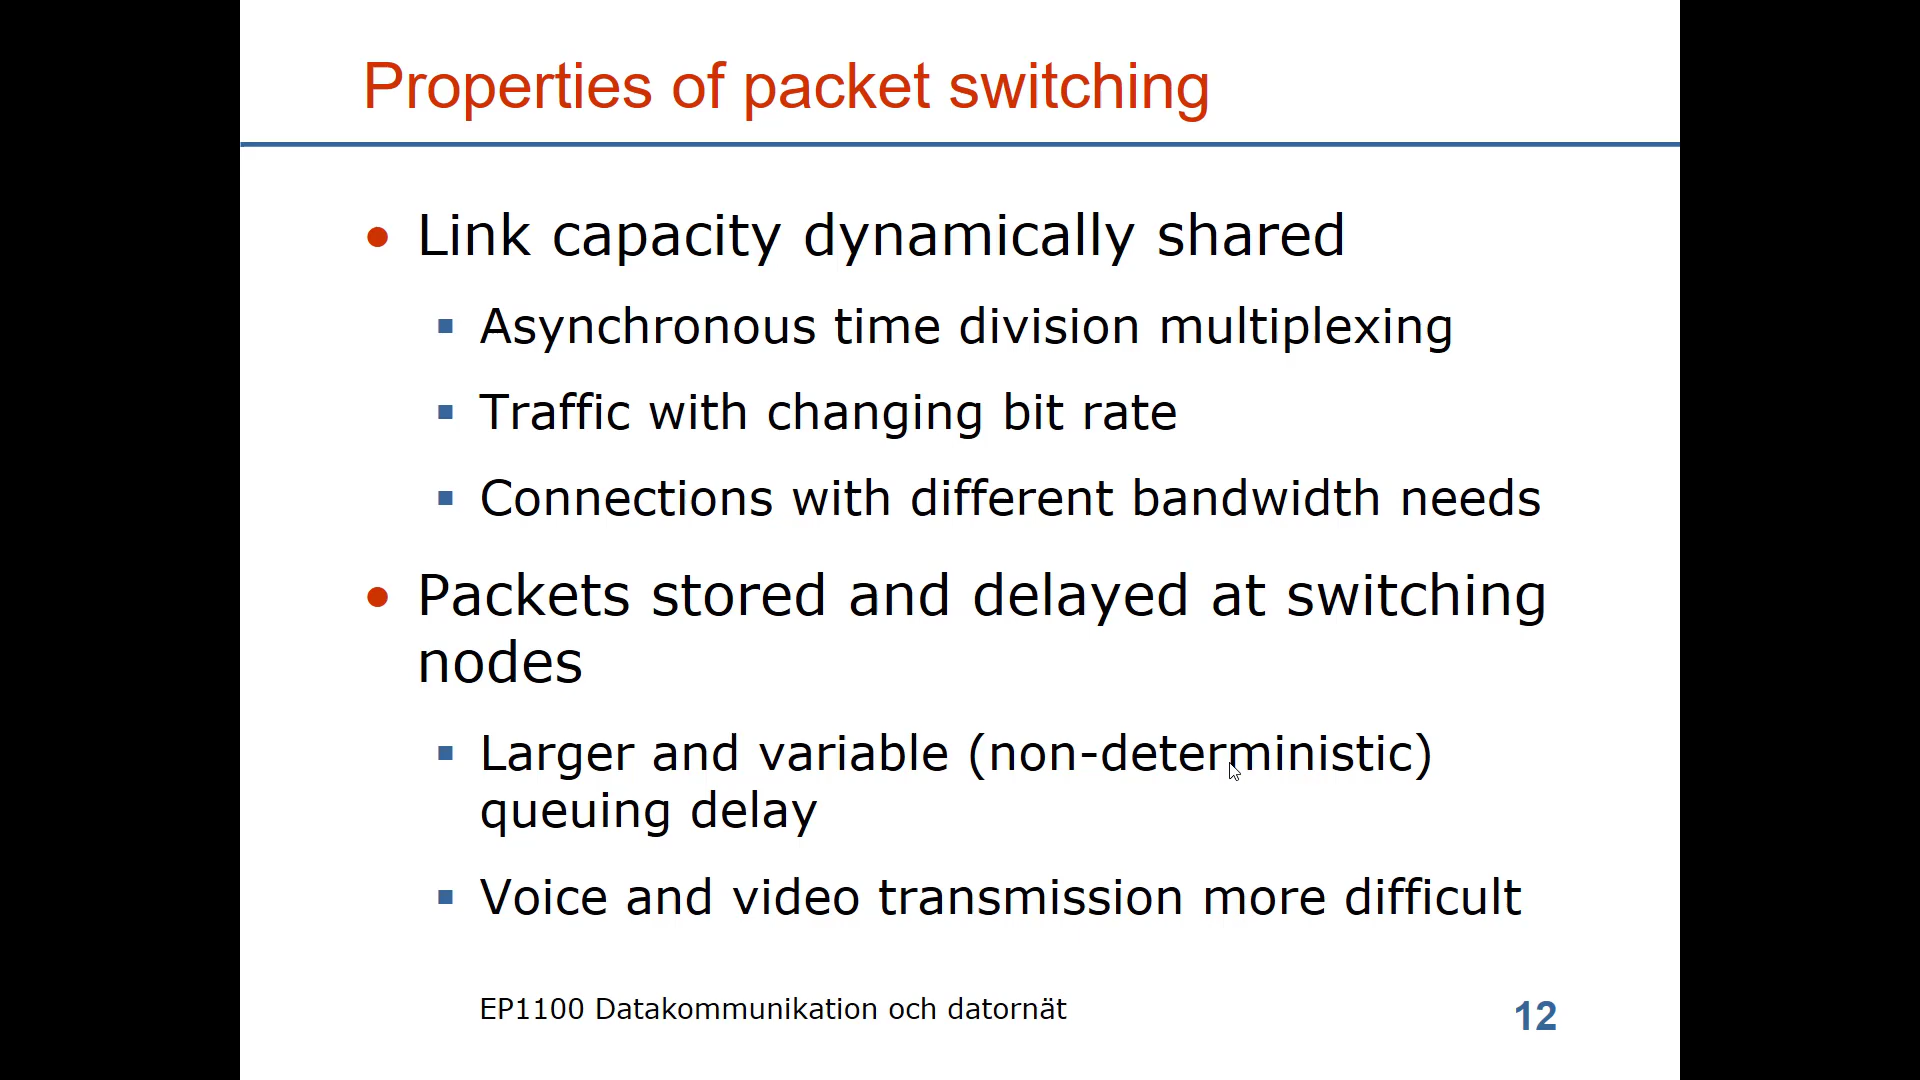 Properties of packet switching
• Link capacity dynamically shared
▪ Asynchronous time division multiplexing
▪ Traffic with changing bit rate
▪ Connections with different bandwidth needs
• Packets stored and delayed at switching
nodes
▪ Larger and variable (non-deterministic)
queuing delay
▪ Voice and video transmission more difficult
EP1100 Datakommunikation och datornät
12